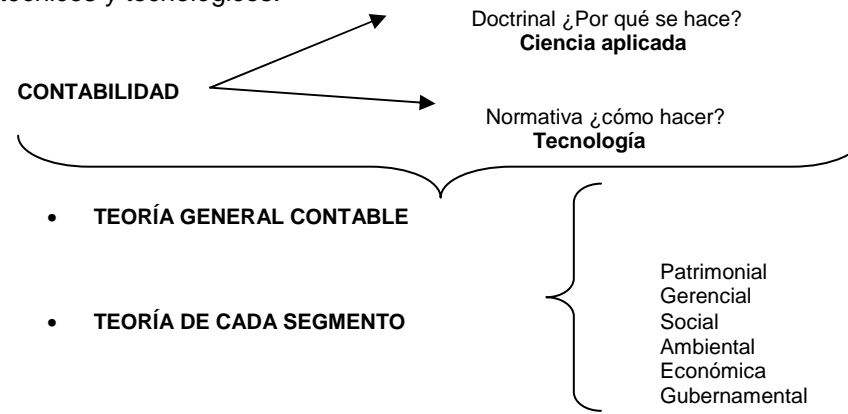 técnicos y tecnológicos.
Doctrinal ¿Por qué se hace?
Ciencia aplicada
CONTABILIDAD
Normativa ¿cómo hacer?
Tecnología
• TEORÍA GENERAL CONTABLE
• TEORÍA DE CADA SEGMENTO
Patrimonial
Gerencial
Social
Ambiental
Económica
Gubernamental